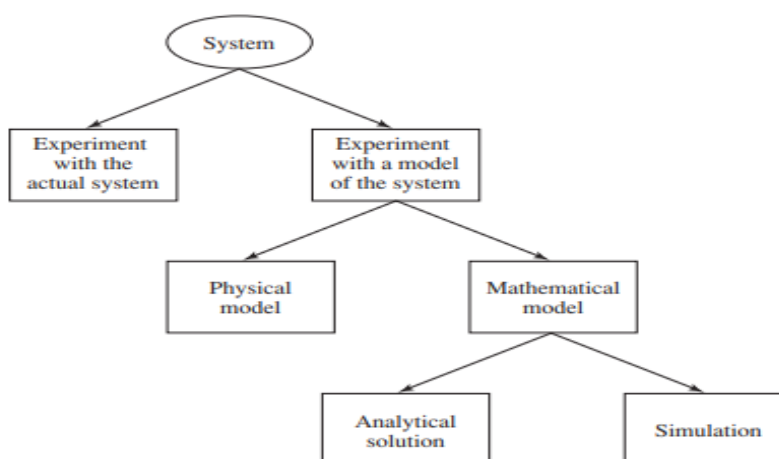 System
Experiment
with the
actual system
Experiment
with a model
of the system
Physical
model
Mathematical
model
Analytical
solution
Simulation